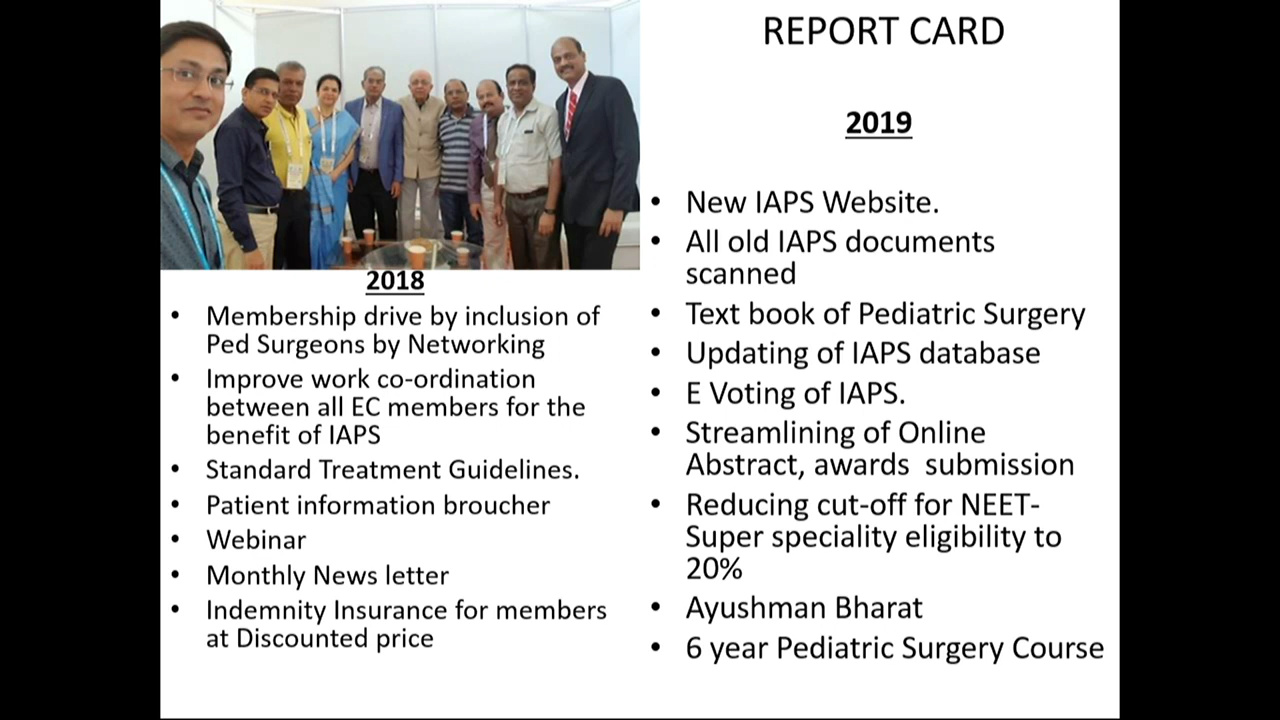 REPORT CARD
2018
• Membership drive by inclusion of
Ped Surgeons by Networking
• Improve work co-ordination
between all EC members for the
benefit of IAPS
• Standard Treatment Guidelines.
• Patient information broucher
• Webinar
• Monthly News letter
• Indemnity Insurance for members
at Discounted price
2019
• New IAPS Website.
• All old IAPS documents
scanned
• Text book of Pediatric Surgery
• Updating of IAPS database
• E Voting of IAPS.
• Streamlining of Online
Abstract, awards  submission
• Reducing cut-off for NEET-
Super speciality eligibility to
20%
• Ayushman Bharat
• 6 year Pediatric Surgery Course